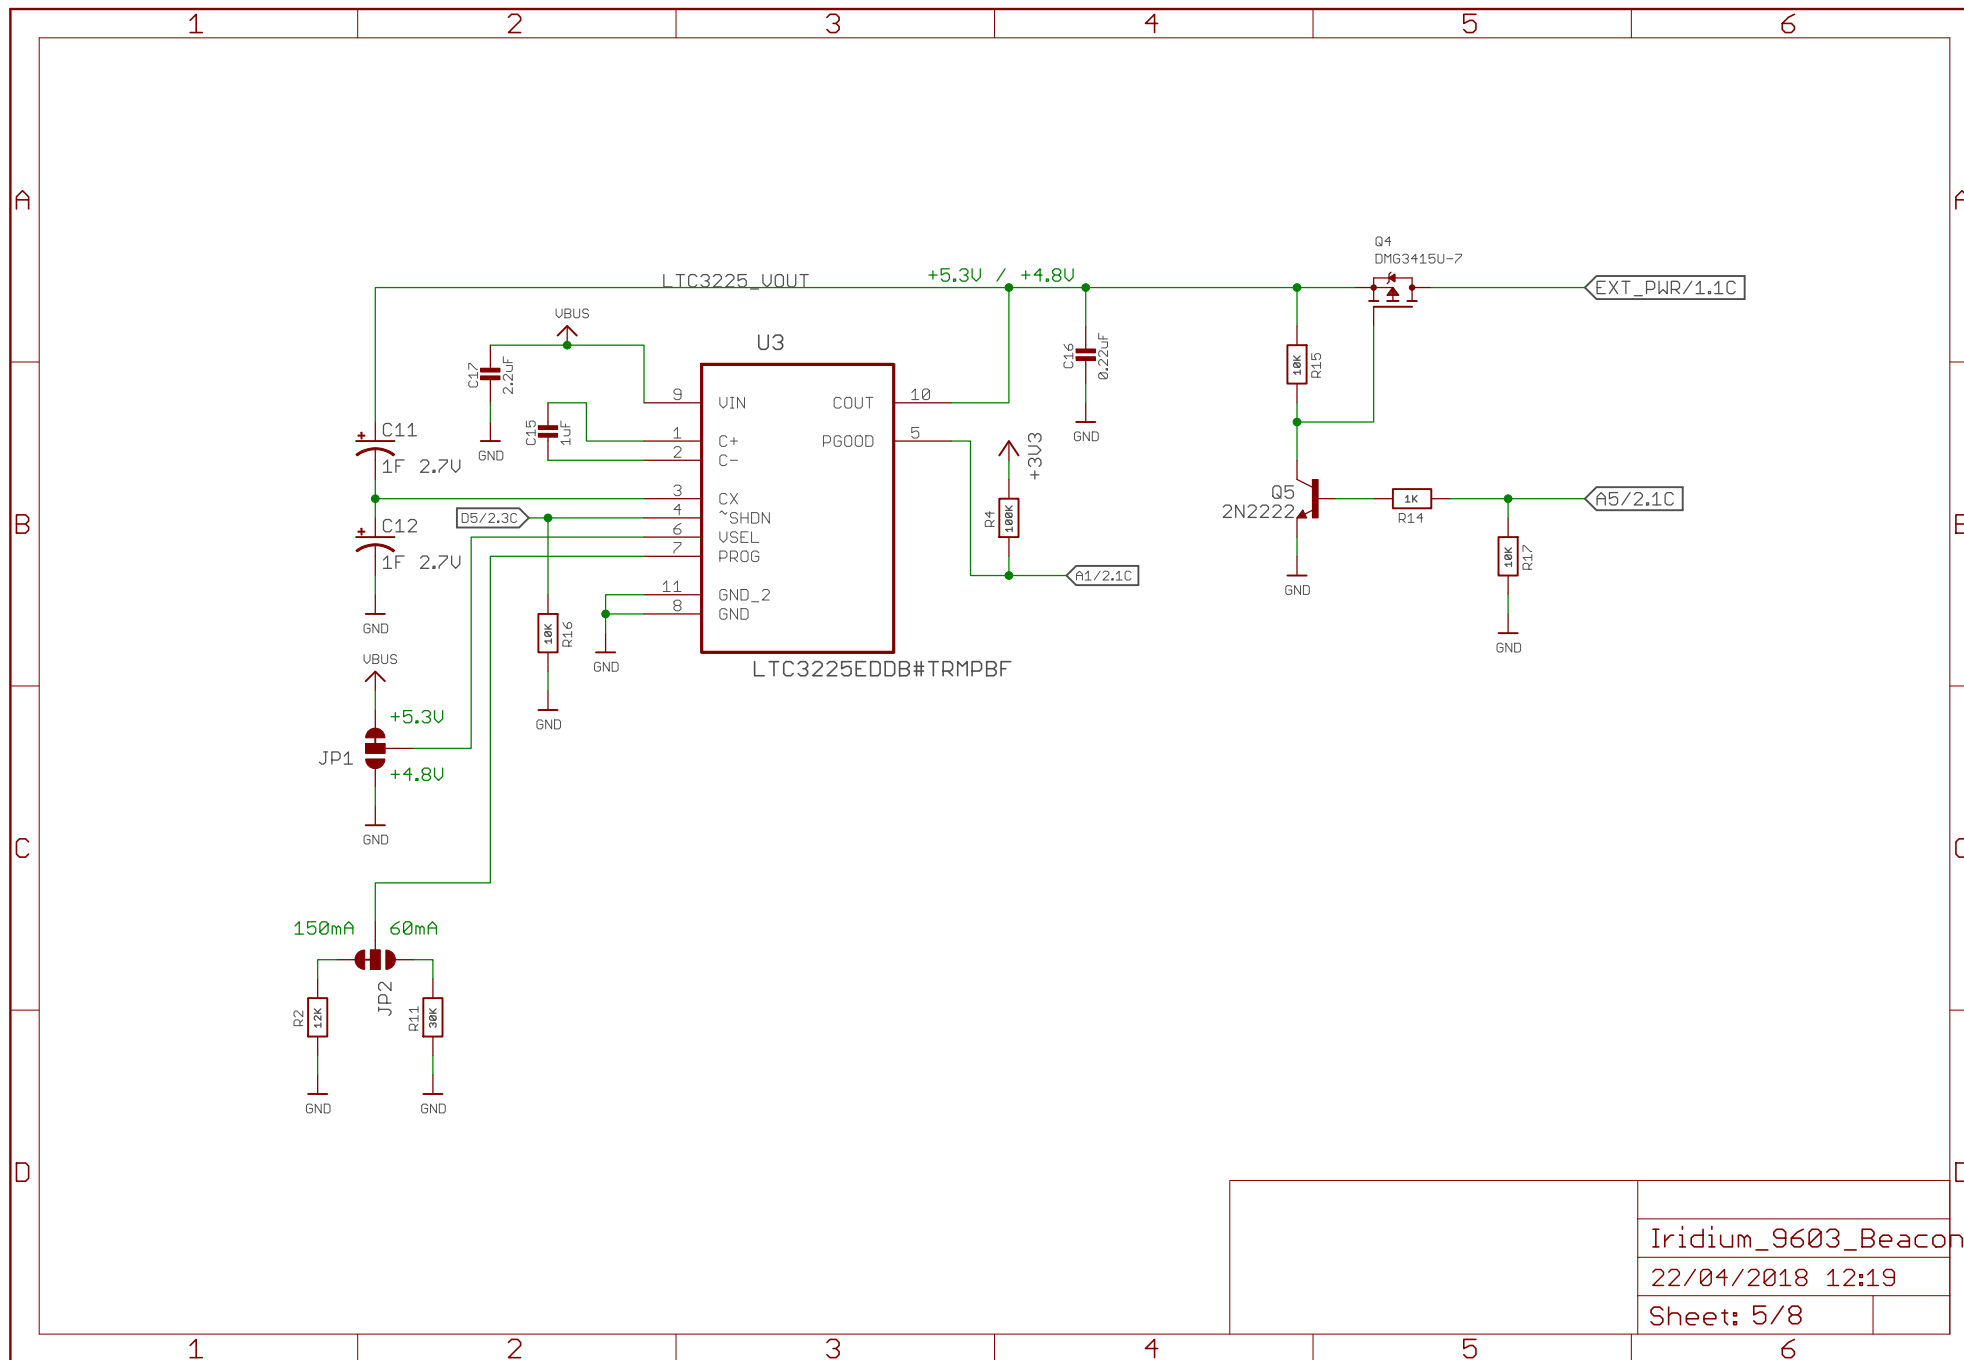 1 2 3 4 5 6
A A
Q4
DMG3415U-7
LTC3225_VOUT
+5.3V / +4.8V
EXT_PWR/1.1C
VBUS
U3
C17
2.2uF
GND
C15
1uF
9 VIN
1 C+
2 C-
3 CX
4 ~SHDN
6 VSEL
7 PROG
11 GND_2
8 GND
COUT 10
PGOOD 5
LTC3225EDDB#TRMPBF
C16
0.22uF
GND
10K
R15
+3V3
R4
100K
A1/2.1C
Q5
2N2222
GND
1K
R14
A5/2.1C
10K
R17
GND
B B
C11
1F 2.7V
C12
1F 2.7V
GND
D5/2.3C
10K
R16
GND
GND
VBUS
+5.3V
JP1
+4.8V
GND
C C
150mA 60mA
JP2
R2
12K
R11
30K
GND GND
D D
Iridium_9603_Beacon
22/04/2018 12:19
Sheet: 5/8
1 2 3 4 5 6